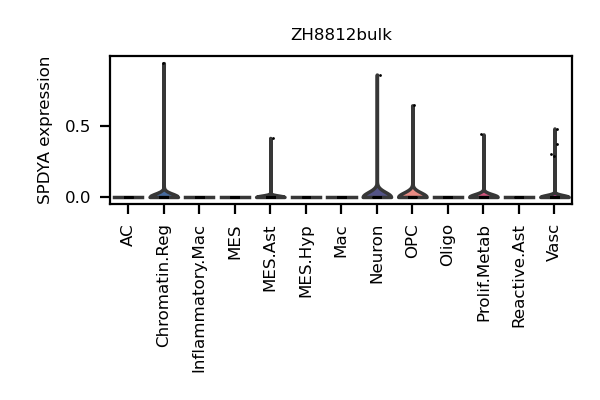 ZH8812bulk
SPDYA expression
0.5
0.0
AC
Chromatin.Reg
Inflammatory.Mac
MES
MES.Ast
MES.Hyp
Mac
Neuron
OPC
Oligo
Prolif.Metab
Reactive.Ast
Vasc